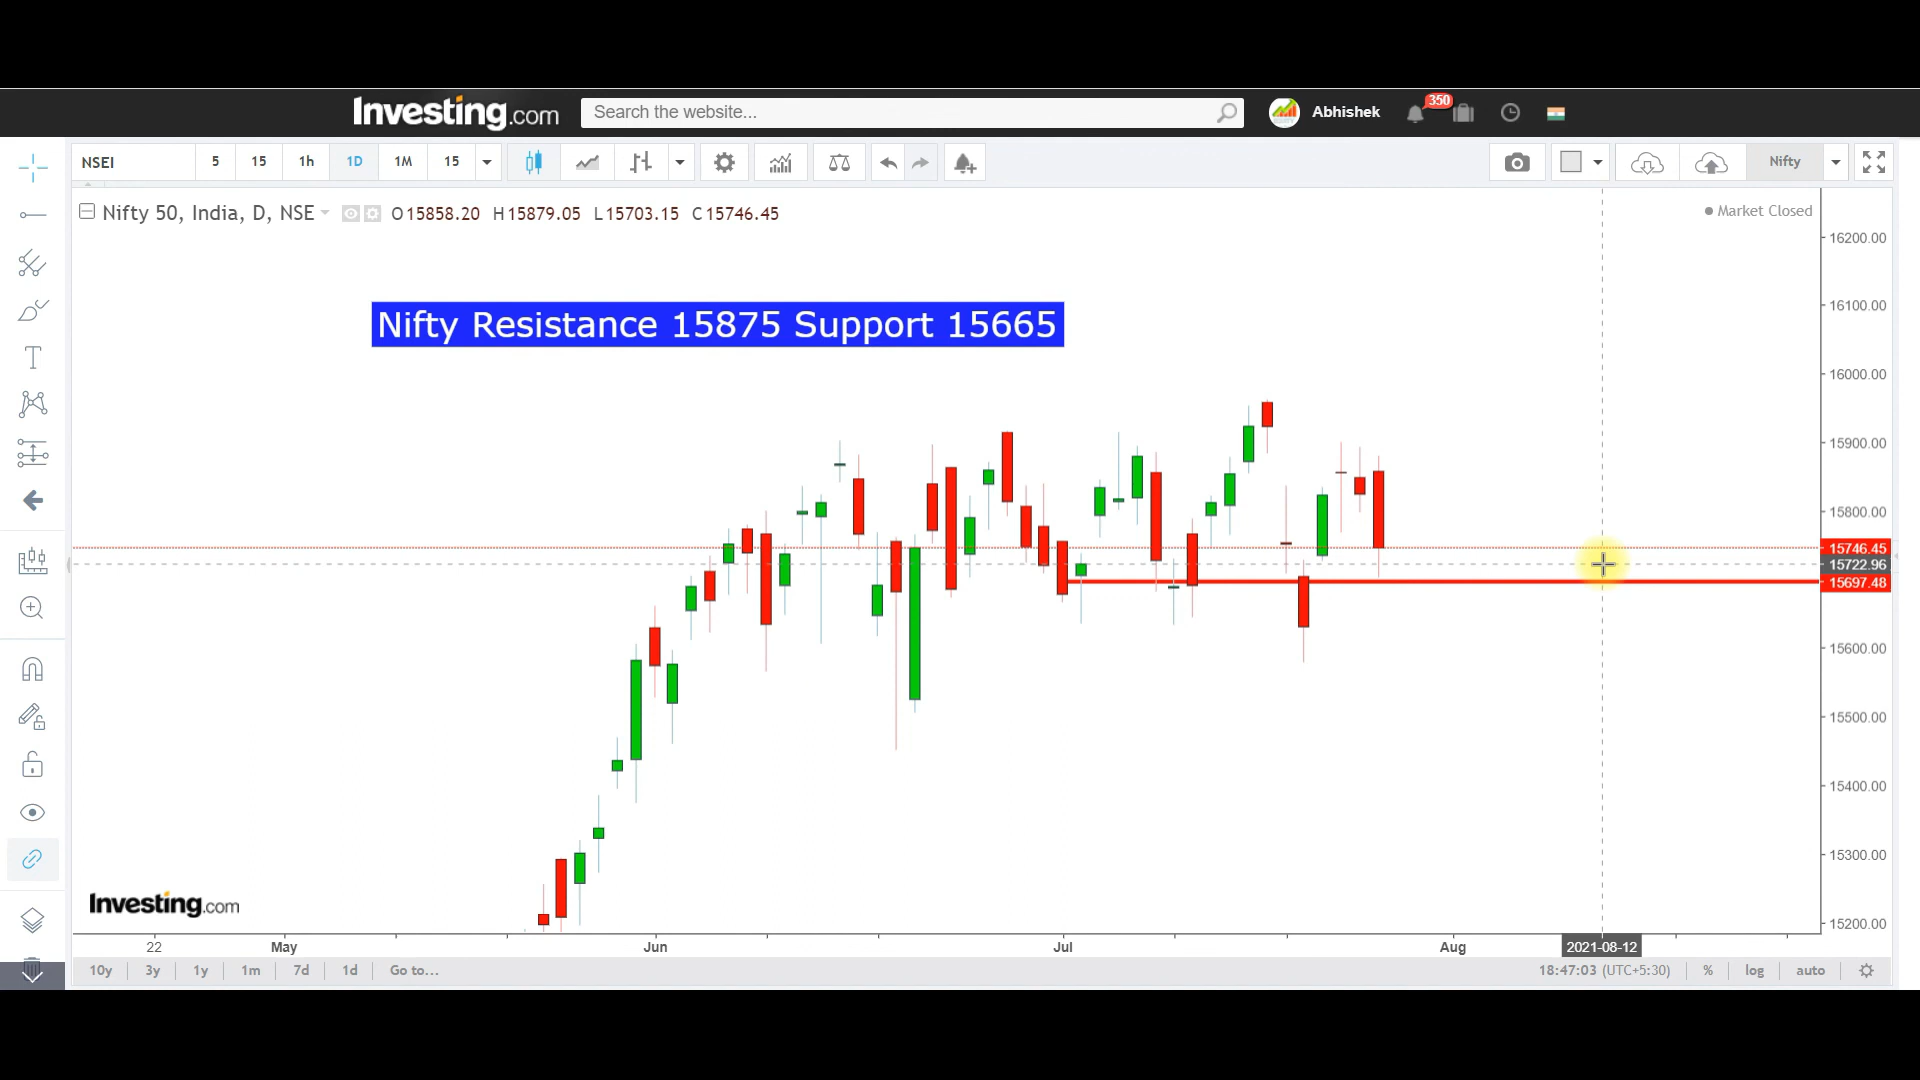 Investing.com
Search the website...
Abhishek
350
NSEI 5 15 1h 1D 1M 15
Nifty
Nifty 50, India, D, NSE O15858.20 H15879.05 L15703.15 C15746.45
Market Closed
16200.00
Nifty Resistance 15875 Support 15665
16100.00
16000.00
15900.00
15800.00
15746.45
15722.96
15697.48
15600.00
15500.00
15400.00
15300.00
Investing.com
15200.00
22 May Jun Jul Aug 2021-08-12
10y 3y 1y 1m 7d 1d Go to... 18:47:03 (UTC+5:30) % log auto